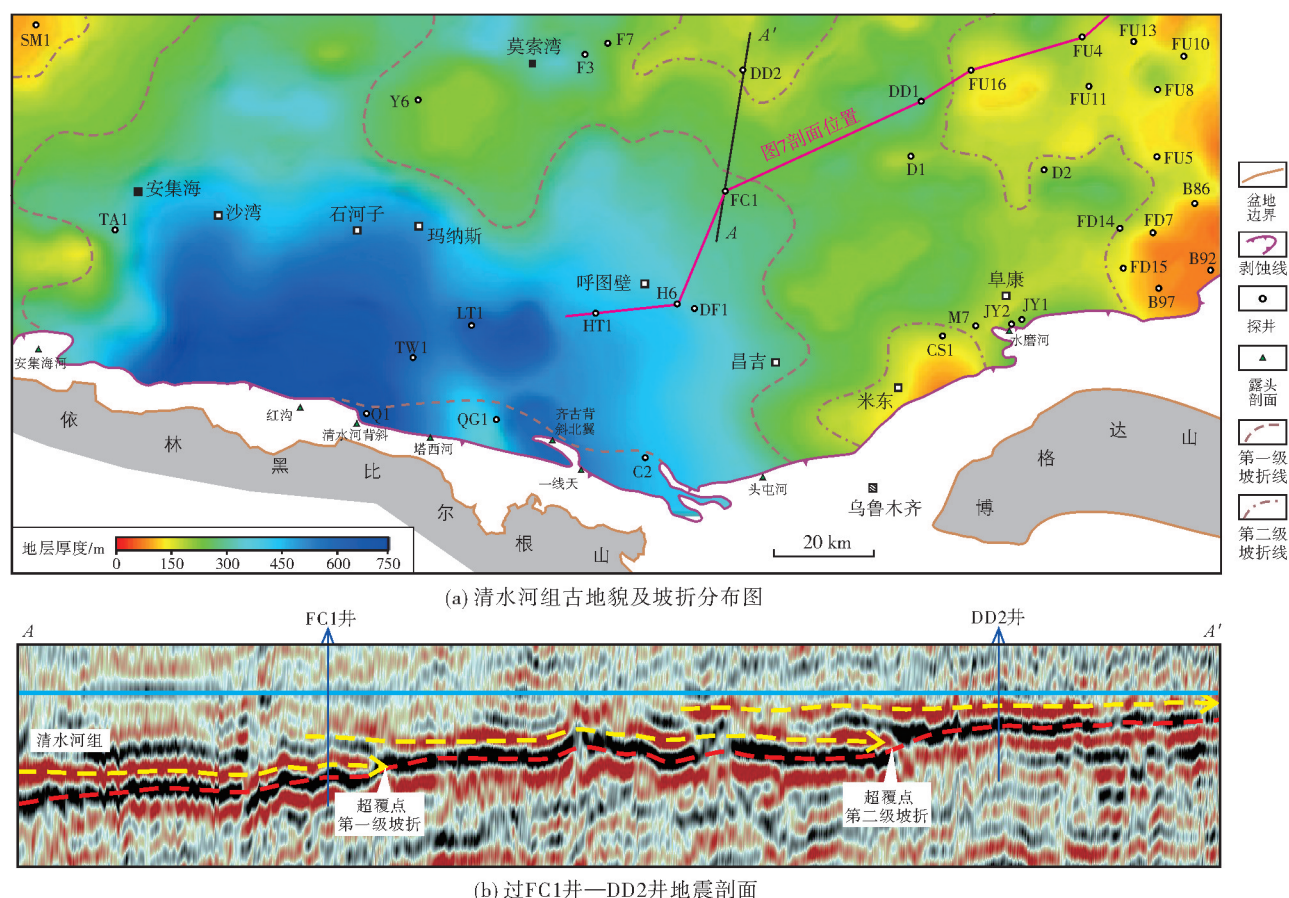 SM1
莫索湾
F3
F7
Y6
A′
DD2
DD1
FU16
FU4
FU13
FU10
FU11
FU8
图7剖面位置
D1
D2
FU5
B86
安集海
TA1
沙湾
石河子
玛纳斯
FC1
A
FD14
FD7
FD15
B92
B97
呼图壁
H6
HT1
DF1
LT1
TW1
阜康
M7
JY2
JY1
水磨河
CS1
昌吉
米东
安集海河
红沟
Q1
清水河背斜
塔西河
QG1
齐古背
斜北翼
一线天
C2
头屯河
乌鲁木齐
依林黑比尔根山
博格达山
地层厚度/m
0 150 300 450 600 750
20 km
盆地
边界
剥蚀线
探井
露头
剖面
第一级
坡折线
第二级
坡折线
(a) 清水河组古地貌及坡折分布图
A
FC1井
DD2井
A′
清水河组
超覆点
第一级坡折
超覆点
第二级坡折
(b) 过FC1井—DD2井地震剖面